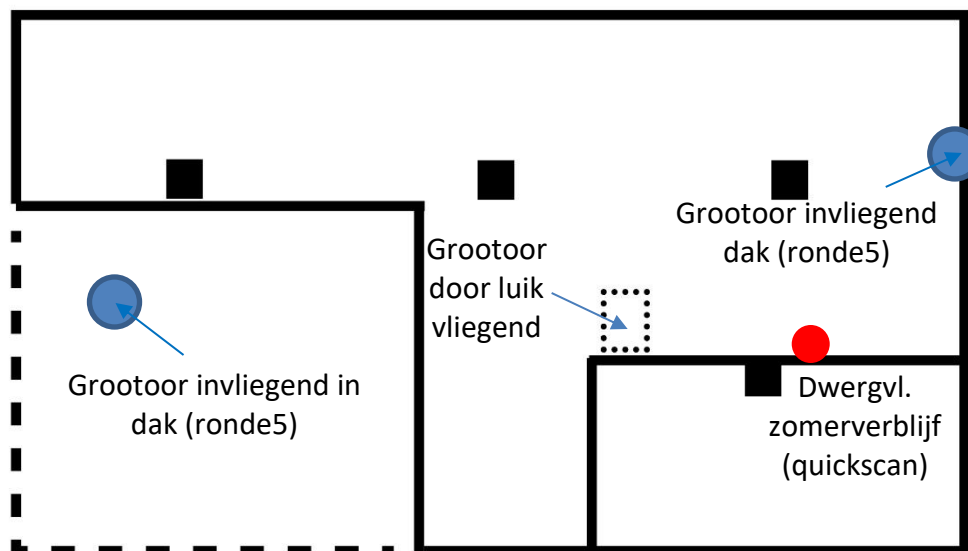 Grootoor invliegend
dak (ronde5)
Grootoor
door luik
vliegend
Grootoor invliegend in
dak (ronde5)
Dwergvl.
zomerverblijf
(quickscan)